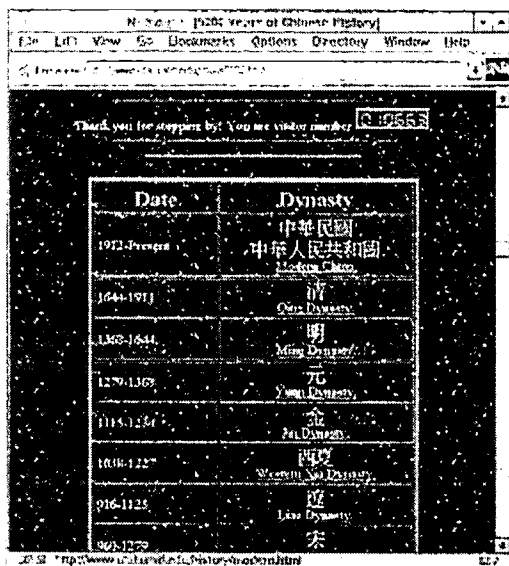 [5000 Years of Chinese History]
File Edit View Go Bookmarks Options Directory Window Help
Thank you for stopping by! You are visitor number
Date Dynasty
中華民國
1912-Present 中華人民共和國
Modern China
1644-1911 清
Qing Dynasty
1368-1644 明
Ming Dynasty
1279-1368 元
Yuan Dynasty
1115-1234 金
Jin Dynasty
1038-1227 西夏
Western Xia Dynasty
916-1125 遼
Liao Dynasty
960-1279 宋